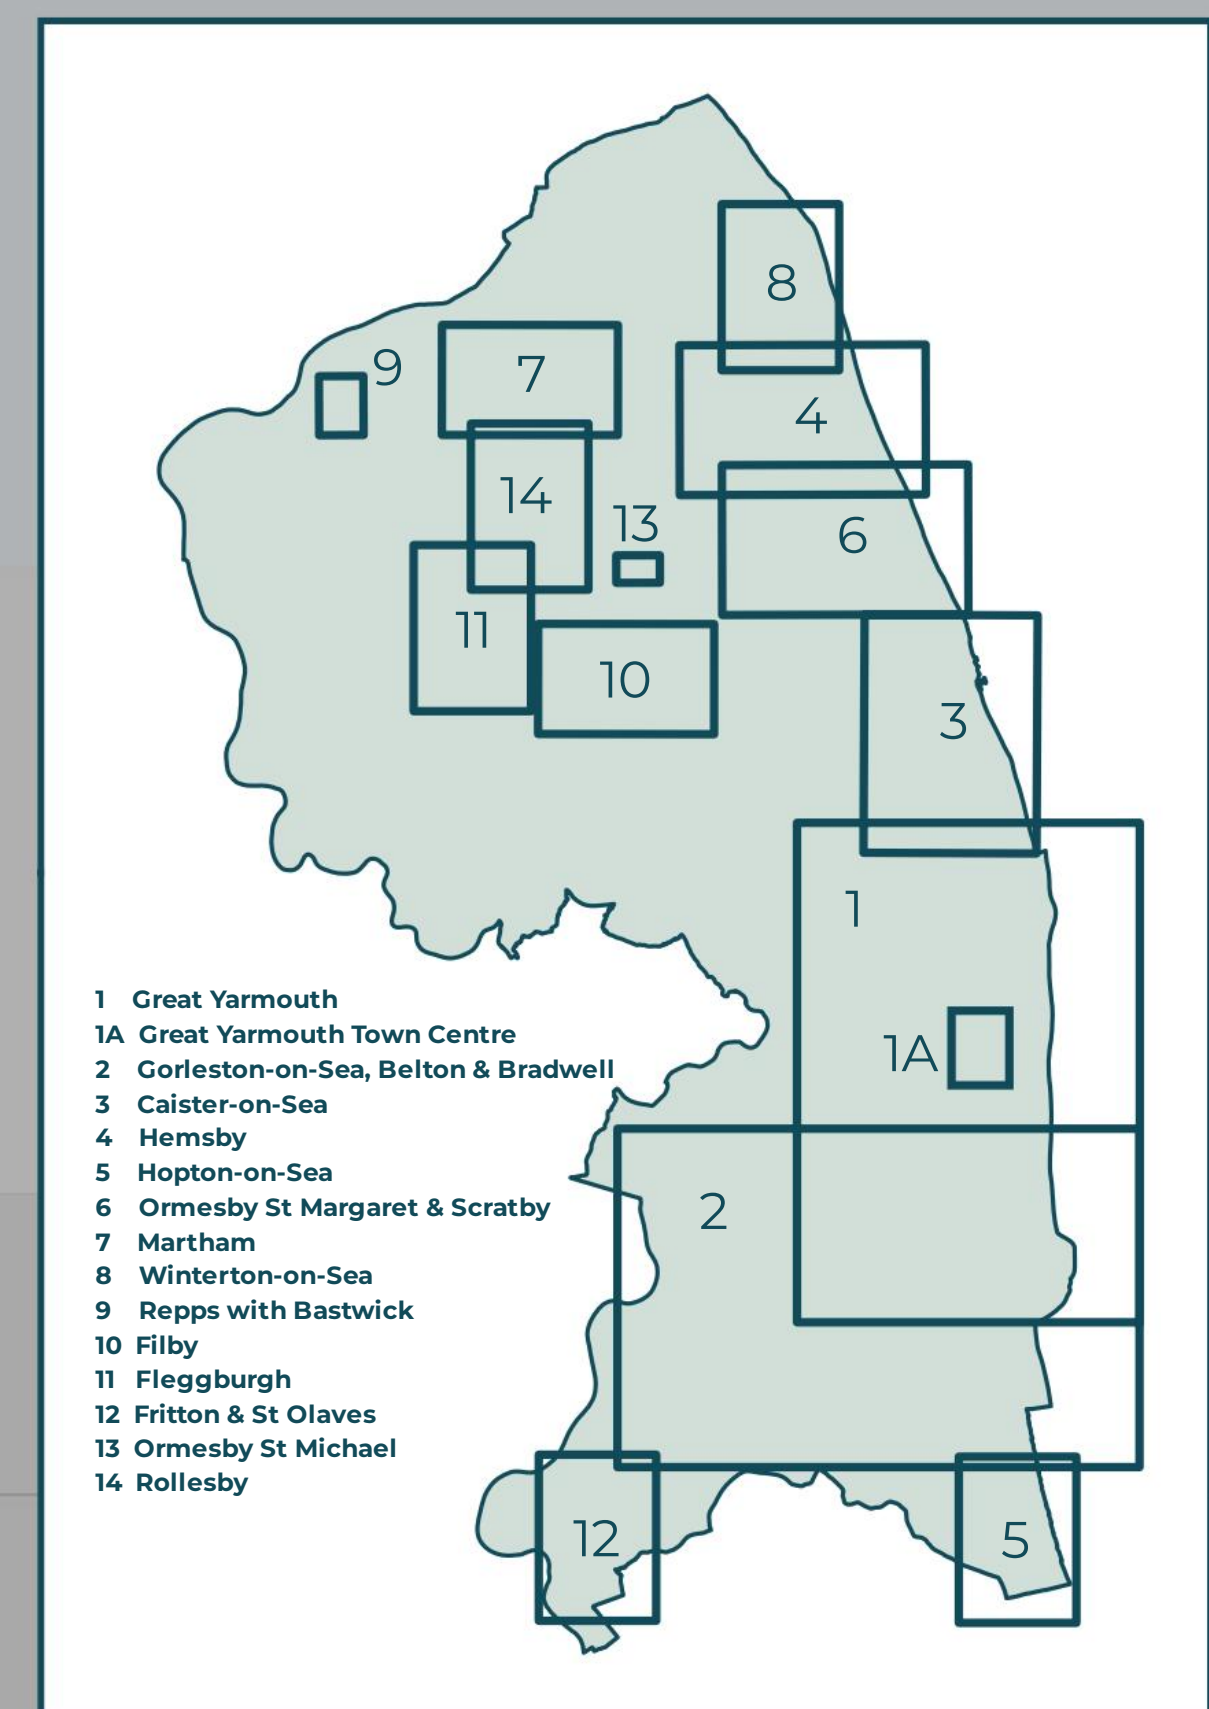 8
9
7
4
14
13
6
11
10
3
1
1A
2
12
5
1 Great Yarmouth
1A Great Yarmouth Town Centre
2 Gorleston-on-Sea, Belton & Bradwell
3 Caister-on-Sea
4 Hemsby
5 Hopton-on-Sea
6 Ormesby St Margaret & Scratby
7 Martham
8 Winterton-on-Sea
9 Repps with Bastwick
10 Filby
11 Fleggburgh
12 Fritton & St Olaves
13 Ormesby St Michael
14 Rollesby